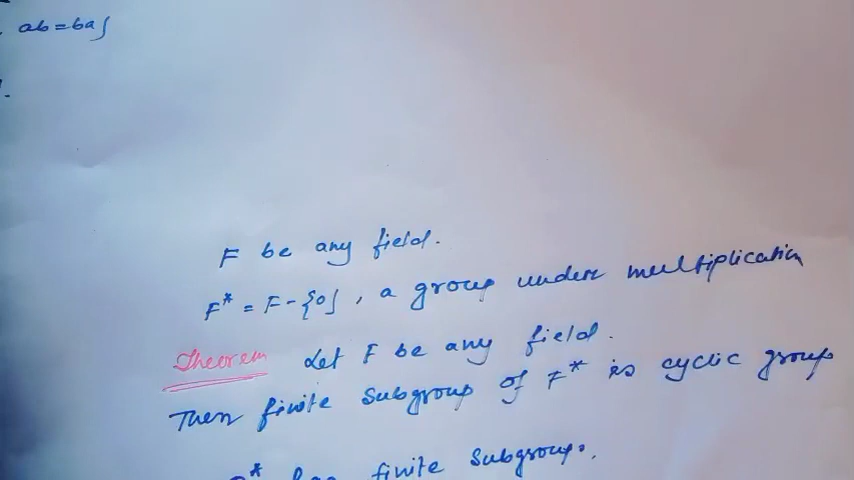 ab=ba}
F be any field.
F* = F-{0}, a group under multiplication
Theorem Let F be any field.
Then finite Subgroup of F* is cyclic group
finite Subgroups.